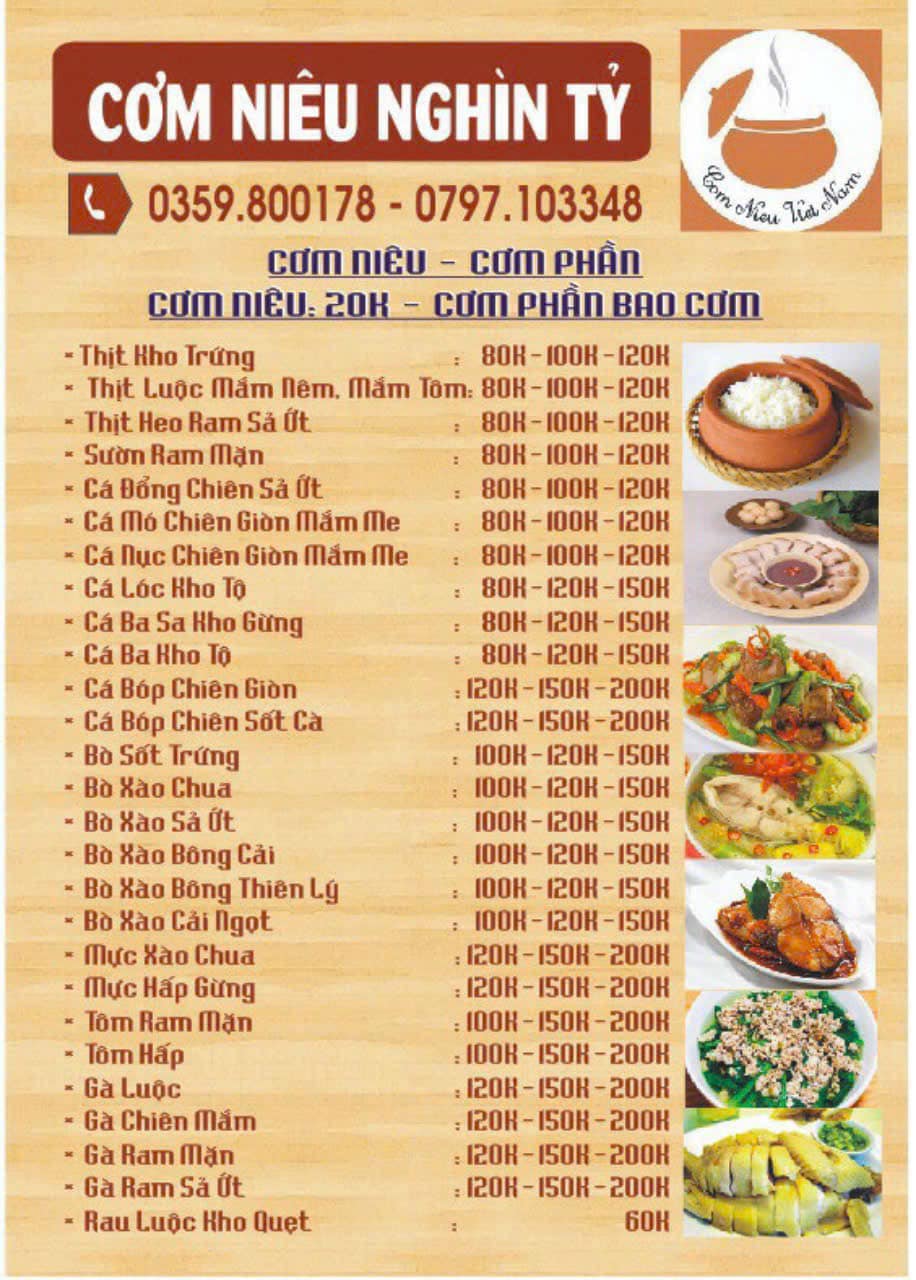 CƠM NIÊU NGHÌN TỶ
Cơm Niêu Việt Nam
0359.800178 - 0797.103348
CƠM NIÊU - CƠM PHẦN
CƠM NIÊU: 20K - CƠM PHẦN BAO CƠM
- Thịt Kho Trứng : 80K-100K-120K
- Thịt Luộc Mắm Nêm, Mắm Tôm: 80K-100K-120K
- Thịt Heo Ram Sả Ớt : 80K-100K-120K
- Sườn Ram Mặn : 80K-100K-120K
- Cá Đổng Chiên Sả Ớt : 80K-100K-120K
- Cá Mó Chiên Giòn Mắm Me : 80K-100K-120K
- Cá Nục Chiên Giòn Mắm Me : 80K-100K-120K
- Cá Lóc Kho Tộ : 80K-120K-150K
- Cá Ba Sa Kho Gừng : 80K-120K-150K
- Cá Ba Kho Tộ : 80K-120K-150K
- Cá Bóp Chiên Giòn : 120K-150K-200K
- Cá Bóp Chiên Sốt Cà : 120K-150K-200K
- Bò Sốt Trứng : 100K-120K-150K
- Bò Xào Chua : 100K-120K-150K
- Bò Xào Sả Ớt : 100K-120K-150K
- Bò Xào Bông Cải : 100K-120K-150K
- Bò Xào Bông Thiên Lý : 100K-120K-150K
- Bò Xào Cải Ngọt : 100K-120K-150K
- Mực Xào Chua : 120K-150K-200K
- Mực Hấp Gừng : 120K-150K-200K
- Tôm Ram Mặn : 100K-150K-200K
- Tôm Hấp : 100K-150K-200K
- Gà Luộc : 120K-150K-200K
- Gà Chiên Mắm : 120K-150K-200K
- Gà Ram Mặn : 120K-150K-200K
- Gà Ram Sả Ớt : 120K-150K-200K
- Rau Luộc Kho Quẹt : 60K